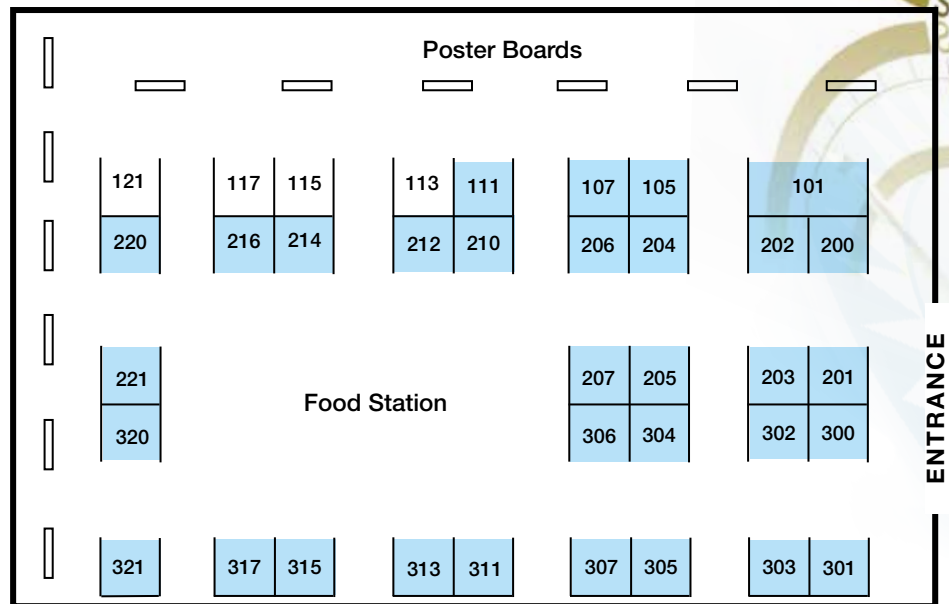 Poster Boards
121 117 115 113 111 107 105 101
220 216 214 212 210 206 204 202 200
ENTRANCE
221 207 205 203 201
Food Station
320 306 304 302 300
321 317 315 313 311 307 305 303 301